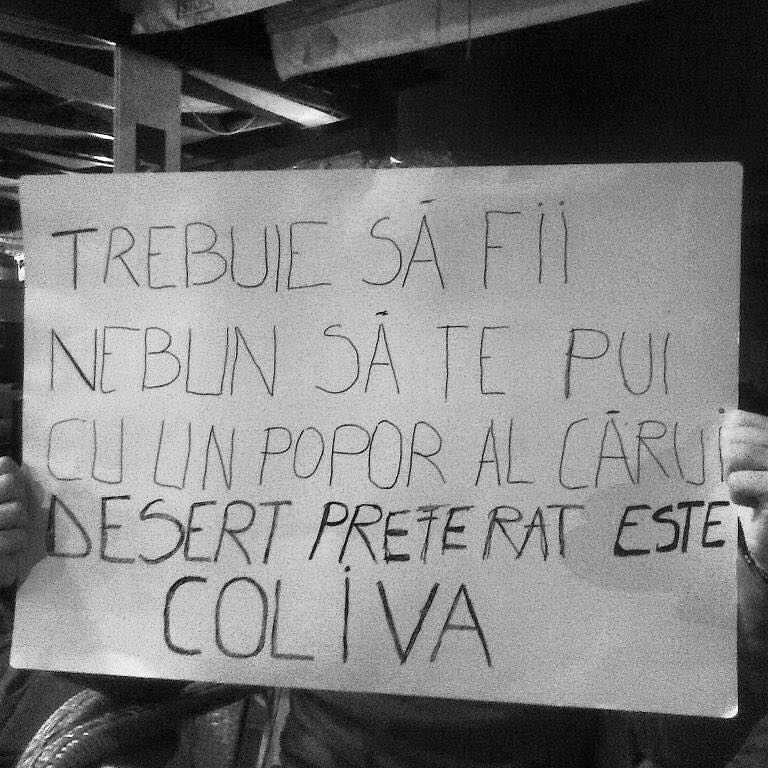 TREBUIE SĂ FII
NEBUN SĂ TE PUI
CU UN POPOR AL CĂRUI
DESERT PREFERAT ESTE
COLIVA